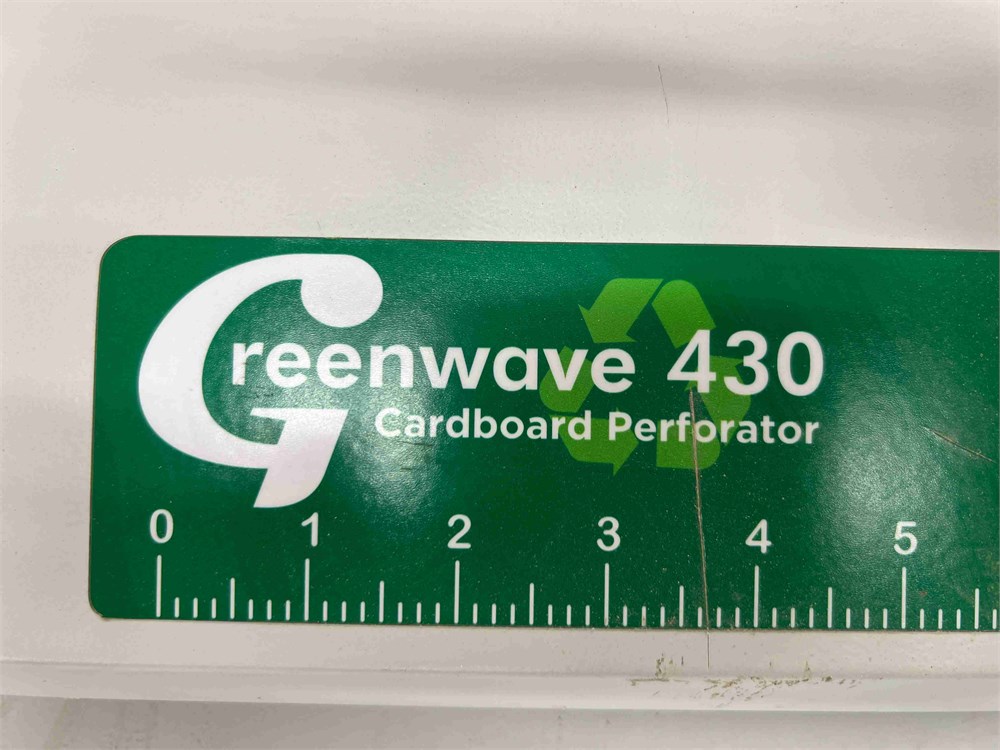 Greenwave 430
Cardboard Perforator
0 1 2 3 4 5